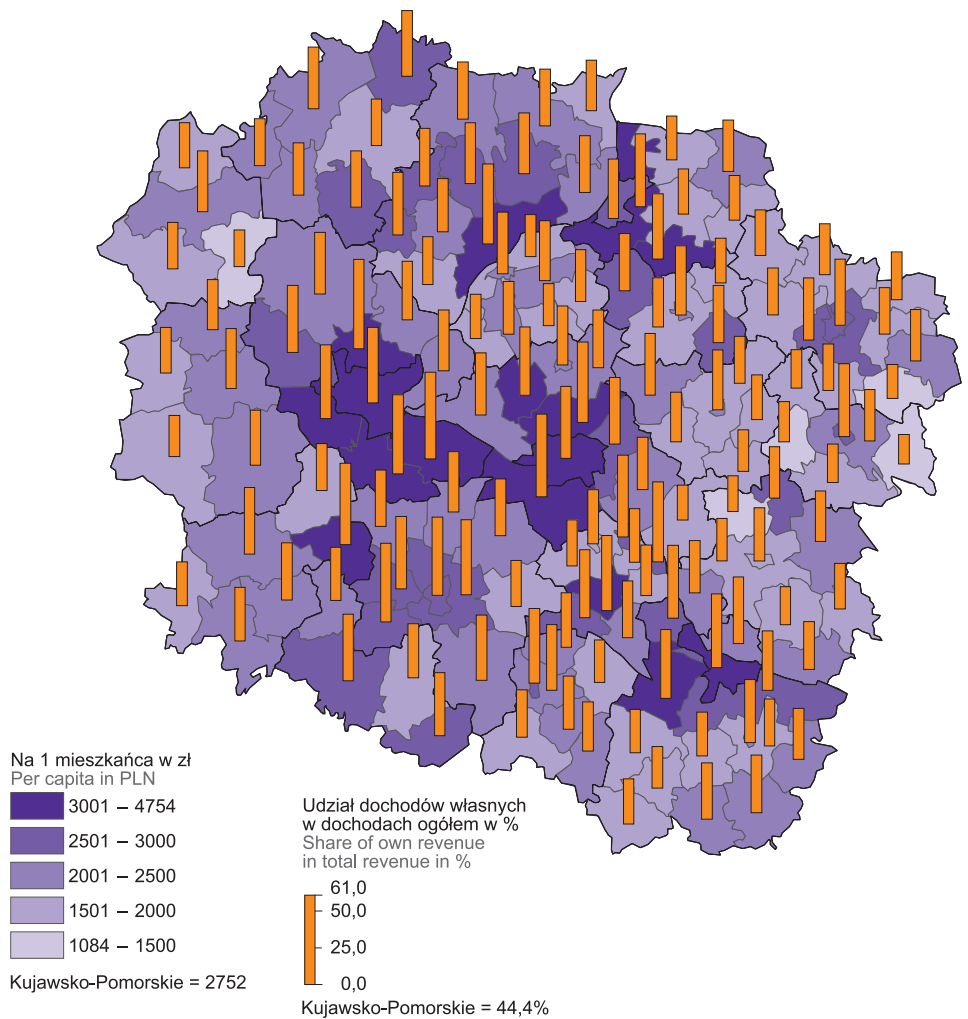 Na 1 mieszkańca w zł
Per capita in PLN
3001 – 4754
2501 – 3000
2001 – 2500
1501 – 2000
1084 – 1500
Kujawsko-Pomorskie = 2752
Udział dochodów własnych
w dochodach ogółem w %
Share of own revenue
in total revenue in %
61,0
50,0
25,0
0,0
Kujawsko-Pomorskie = 44,4%